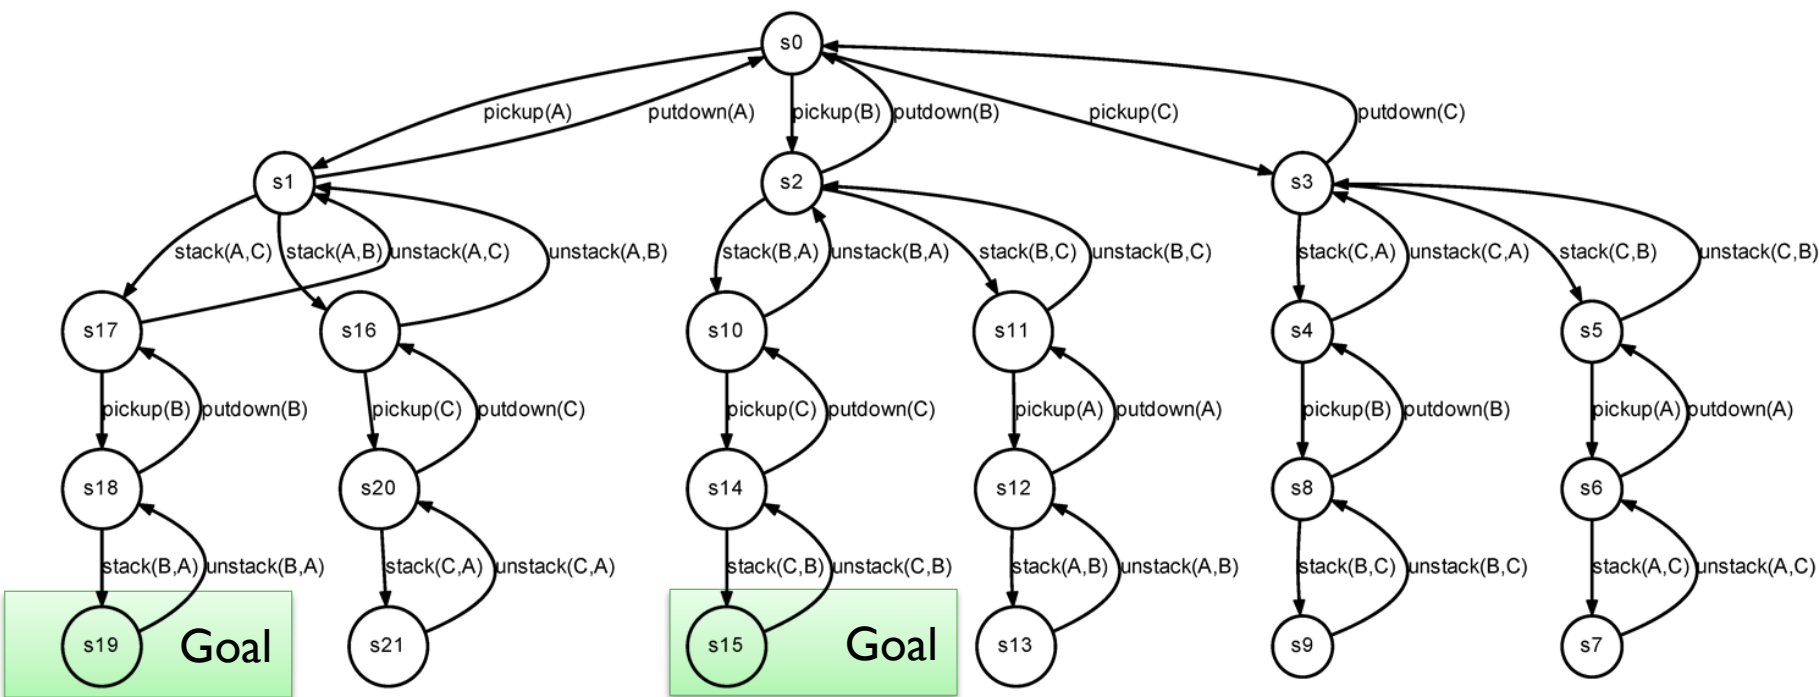 s0
pickup(A)
putdown(A)
pickup(B)
putdown(B)
pickup(C)
putdown(C)
s1
s2
s3
stack(A,C)
stack(A,B)
unstack(A,C)
unstack(A,B)
stack(B,A)
unstack(B,A)
stack(B,C)
unstack(B,C)
stack(C,A)
unstack(C,A)
stack(C,B)
unstack(C,B)
s17
s16
s10
s11
s4
s5
pickup(B)
putdown(B)
pickup(C)
putdown(C)
pickup(C)
putdown(C)
pickup(A)
putdown(A)
pickup(B)
putdown(B)
pickup(A)
putdown(A)
s18
s20
s14
s12
s8
s6
stack(B,A)
unstack(B,A)
stack(C,A)
unstack(C,A)
stack(C,B)
unstack(C,B)
stack(A,B)
unstack(A,B)
stack(B,C)
unstack(B,C)
stack(A,C)
unstack(A,C)
s19
Goal
s21
s15
Goal
s13
s9
s7